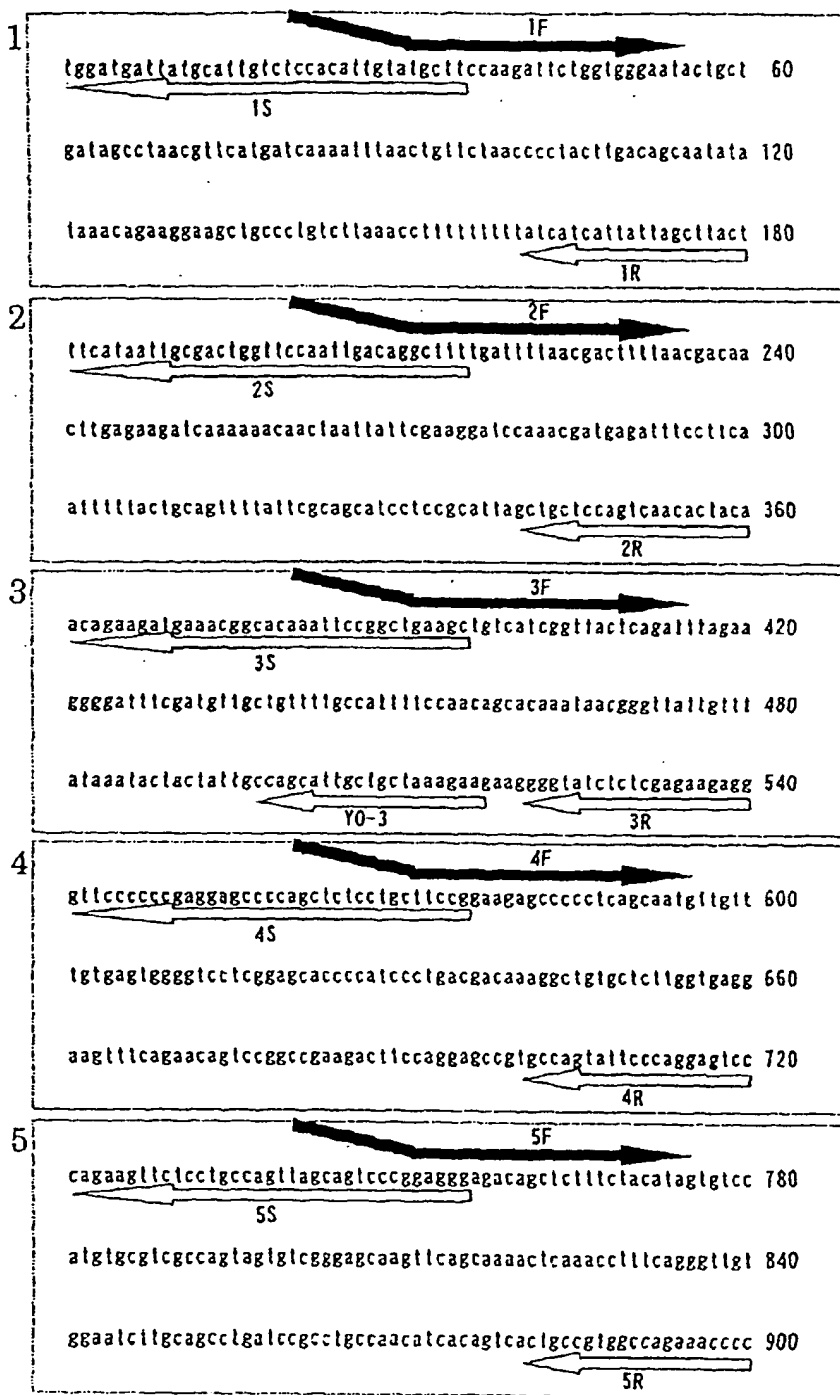 1
1F
tggatgattatgcattgtctccacattgtatgcttccaagattctggtgggaatactgct 60
1S
gatagcctaacgttcatgatcaaaatttaactgttctaacccctacttgacagcaatata 120
taaacagaaggaagctgccctgtcttaaaccttttttttttatcatcattattagcttact 180
1R
2
2F
ttcataattgcgactggttccaattgacaggcttttgattttaacgacttttaacgacaa 240
2S
cttgagaagatcaaaaaacaactaattattcgaaggatccaaacgatgagatttccttca 300
atttttactgcagttttattcgcagcatcctccgcattagctgctccagtcaacactaca 360
2R
3
3F
acagaagatgaaacggcacaaattccggctgaagctgtcatcggttactcagatttagaa 420
3S
ggggatttcgatgttgctgttttgccattttccaacagcacaaataacgggttattgttt 480
ataaatactactattgccagcattgctgctaaagaagaaggggtatctctcgagaagagg 540
YO-3
3R
4
4F
gttcccccccgaggagccccagctctcctgcttccggaagagccccctcagcaatgttgtt 600
4S
tgtgagtggggtcctcggagcaccccatccctgacgacaaaggctgtgctcttggtgagg 660
aagtttcagaacagtccggccgaagacttccaggagccgtgccagtattcccaggagtcc 720
4R
5
5F
cagaagttctcctgccagttagcagtcccggagggagacagctctttctacatagtgtcc 780
5S
atgtgcgtcgccagtagtgtcgggagcaagttcagcaaaactcaaacctttcagggttgt 840
ggaatcttgcagcctgatccgcctgccaacatcacagtcactgccgtggccagaaacccc 900
5R